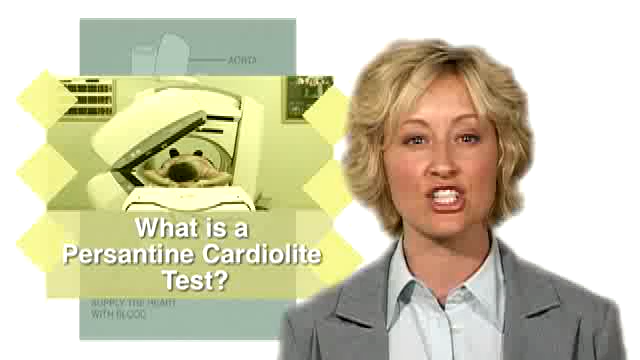 AORTA
What is a
Persantine Cardiolite
Test?
SUPPLY THE HEART
WITH BLOOD